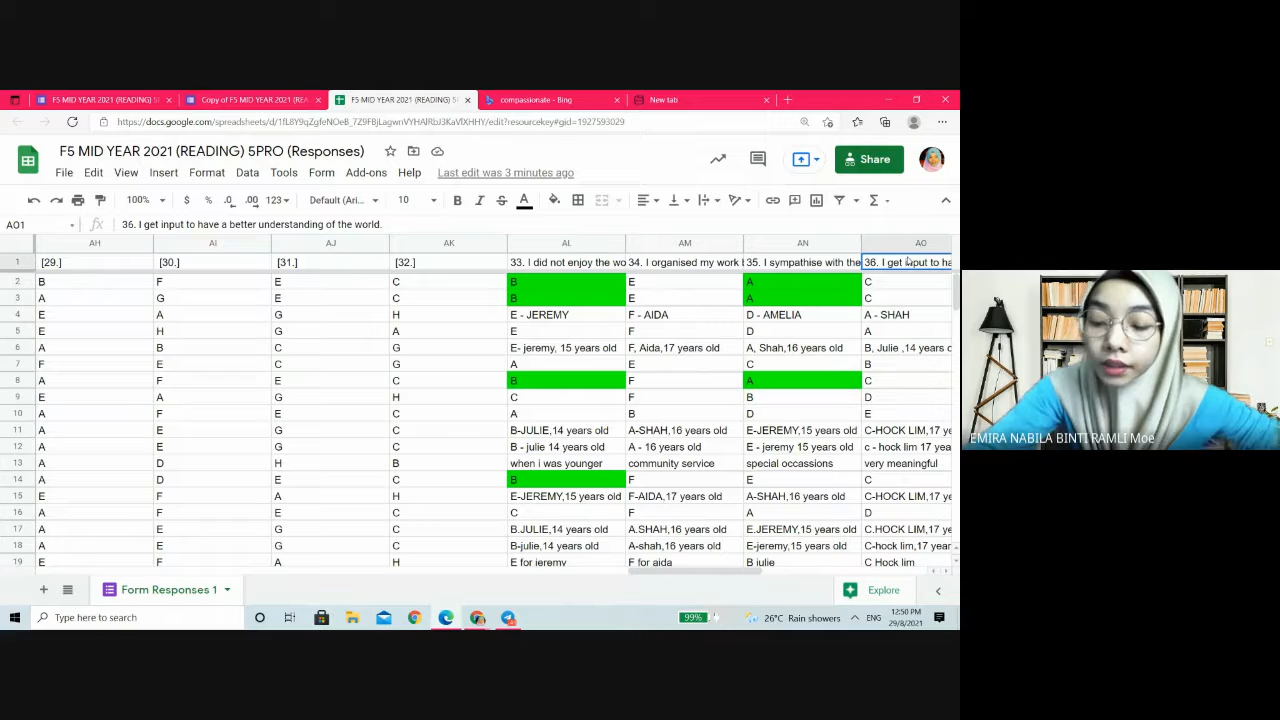 F5 MID YEAR 2021 (READING) 5P
Copy of F5 MID YEAR 2021 (REA
F5 MID YEAR 2021 (READING) 5
compassionate - Bing
New tab
F5 MID YEAR 2021 (READING) 5PRO (Responses)
File Edit View Insert Format Data Tools Form Add-ons Help Last edit was 3 minutes ago
Share
100% $ % .0 .00 123 Default (Ari... 10 B I S A
AO1 fx 36. I get input to have a better understanding of the world.
AH AI AJ AK AL AM AN AO
1 [29.] [30.] [31.] [32.] 33. I did not enjoy the wo 34. I organised my work 35. I sympathise with the 36. I get input to ha
2 B F E C B E A C
3 A G E C B E A C
4 E A G H E - JEREMY F - AIDA D - AMELIA A - SHAH
5 E H G A E F D A
6 A B C G E- jeremy, 15 years old F, Aida,17 years old A, Shah,16 years old B, Julie ,14 years o
7 F E C G A E C B
8 A F E C B F A C
9 E A G H C F B D
10 A F E C A B D E
11 A E G C B-JULIE,14 years old A-SHAH,16 years old E-JEREMY,15 years old C-HOCK LIM,17 ye
12 A E G C B - julie 14 years old A - 16 years old E - jeremy 15 years old c - hock lim 17 ye
13 A D H B when i was younger community service special occassions very meaningful
14 A D E C B F E C
15 E F A H E-JEREMY,15 years old F-AIDA,17 years old A-SHAH,16 years old C-HOCK LIM,17 ye
16 A F E C C F A D
17 A E G C B.JULIE,14 years old A.SHAH,16 years old E.JEREMY,15 years old C.HOCK LIM,17 ye
18 A E G C B-julie,14 years old A-shah,16 years old E-jeremy,15 years old C-hock lim,17 year
19 E F A H E for jeremy F for aida B julie C Hock lim
Form Responses 1
Explore
Type here to search
99%
26°C Rain showers
ENG
12:50 PM
29/8/2021
EMIRA NABILA BINTI RAMLI Moe